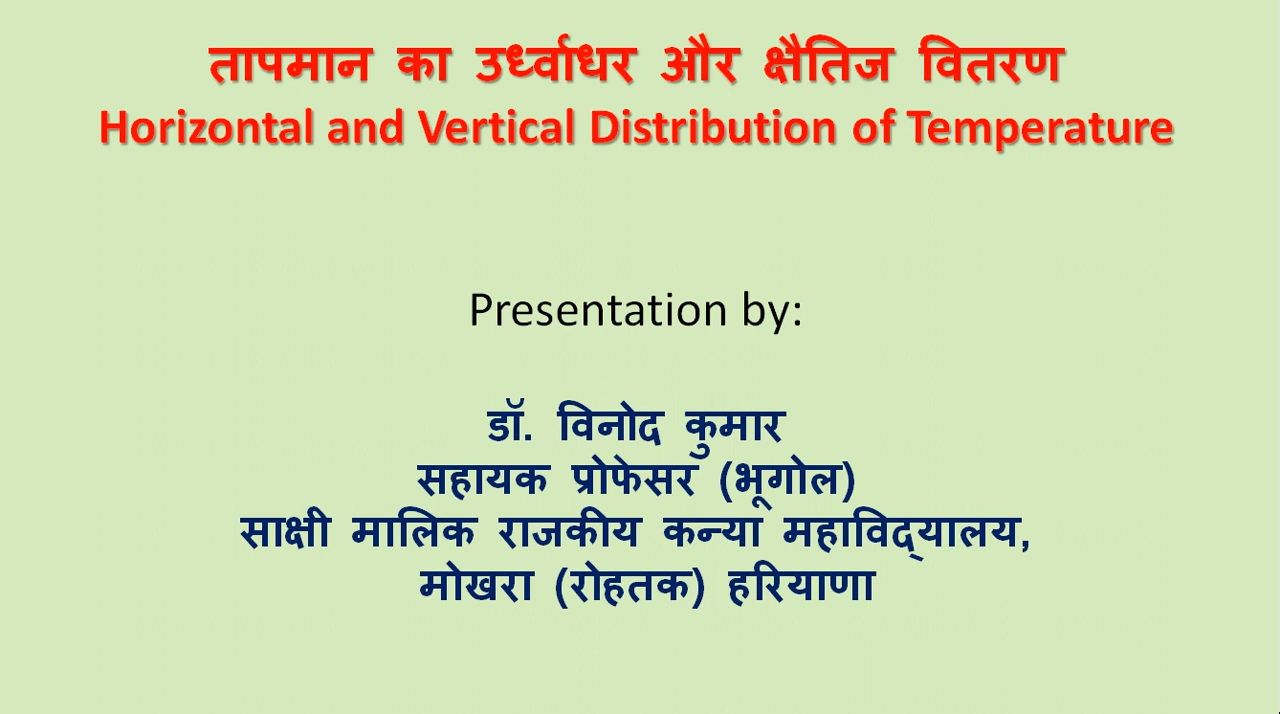 तापमान का उर्ध्वाधर और क्षैतिज वितरण
Horizontal and Vertical Distribution of Temperature
Presentation by:
डॉ. विनोद कुमार
सहायक प्रोफेसर (भूगोल)
साक्षी मालिक राजकीय कन्या महाविद्यालय,
मोखरा (रोहतक) हरियाणा